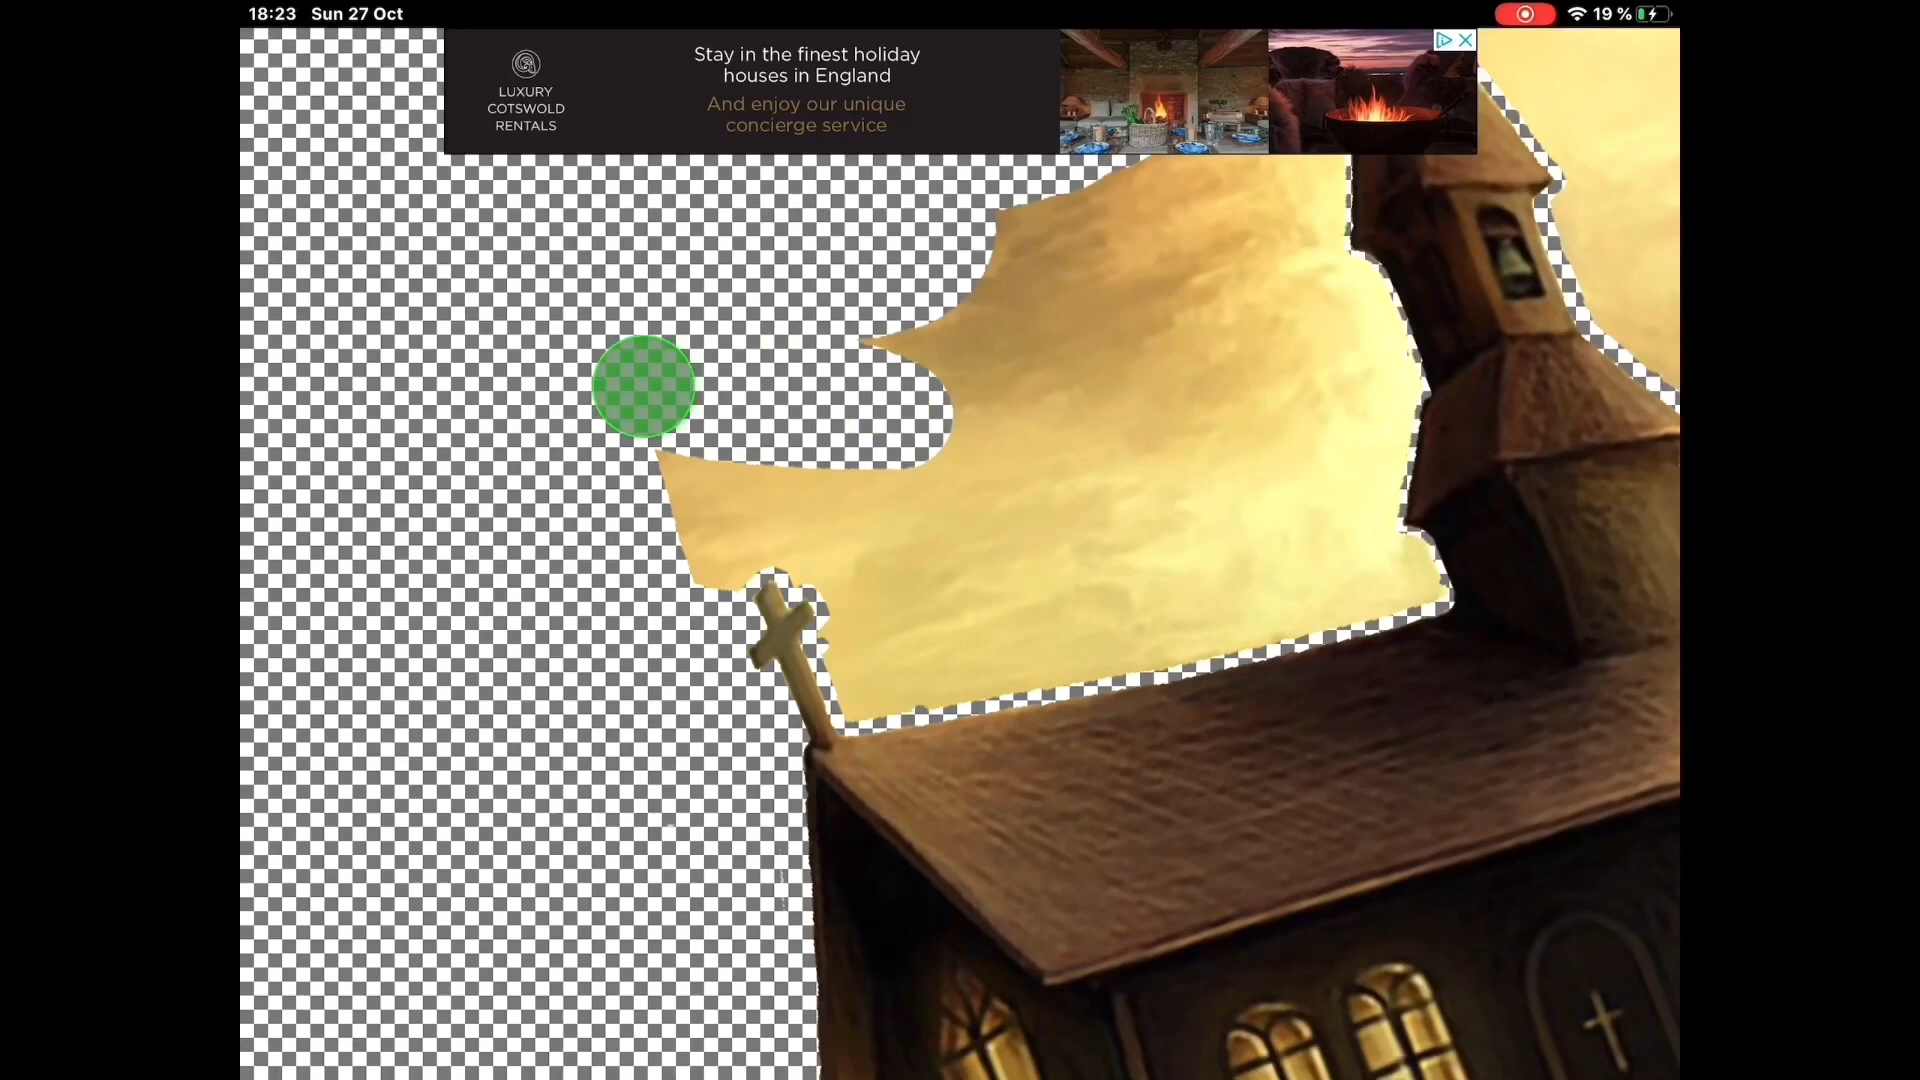 18:23 Sun 27 Oct
19 %
LUXURY
COTSWOLD
RENTALS
Stay in the finest holiday
houses in England
And enjoy our unique
concierge service